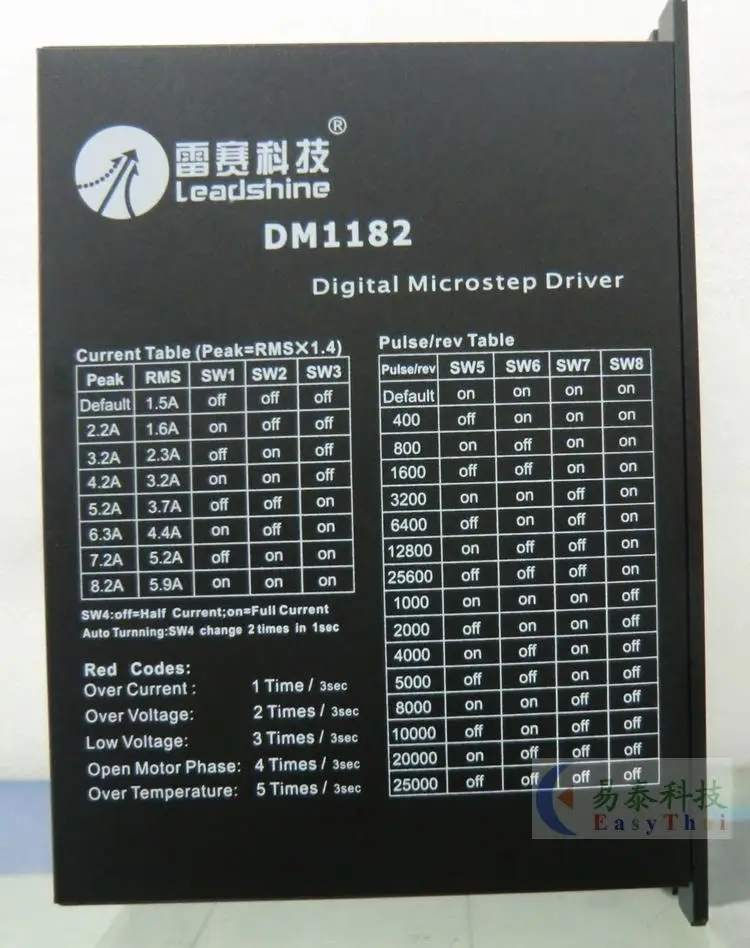 雷赛科技®
Leadshine
DM1182
Digital Microstep Driver
Current Table (Peak=RMS×1.4)
Peak RMS SW1 SW2 SW3
Default 1.5A off off off
2.2A 1.6A on off off
3.2A 2.3A off on off
4.2A 3.2A on on off
5.2A 3.7A off off on
6.3A 4.4A on off on
7.2A 5.2A off on on
8.2A 5.9A on on on
SW4:off=Half Current;on=Full Current
Auto Turnning:SW4 change 2 times in 1sec
Red Codes:
Over Current : 1 Time / 3sec
Over Voltage: 2 Times / 3sec
Low Voltage: 3 Times / 3sec
Open Motor Phase: 4 Times / 3sec
Over Temperature: 5 Times / 3sec
Pulse/rev Table
Pulse/rev SW5 SW6 SW7 SW8
Default on on on on
400 off on on on
800 on off on on
1600 off off on on
3200 on on off on
6400 off on off on
12800 on off off on
25600 off off off on
1000 on on on off
2000 off on on off
4000 on off on off
5000 off off on off
8000 on on off off
10000 off on off off
20000 on off off off
25000 off off off off
易泰科技
EasyThai